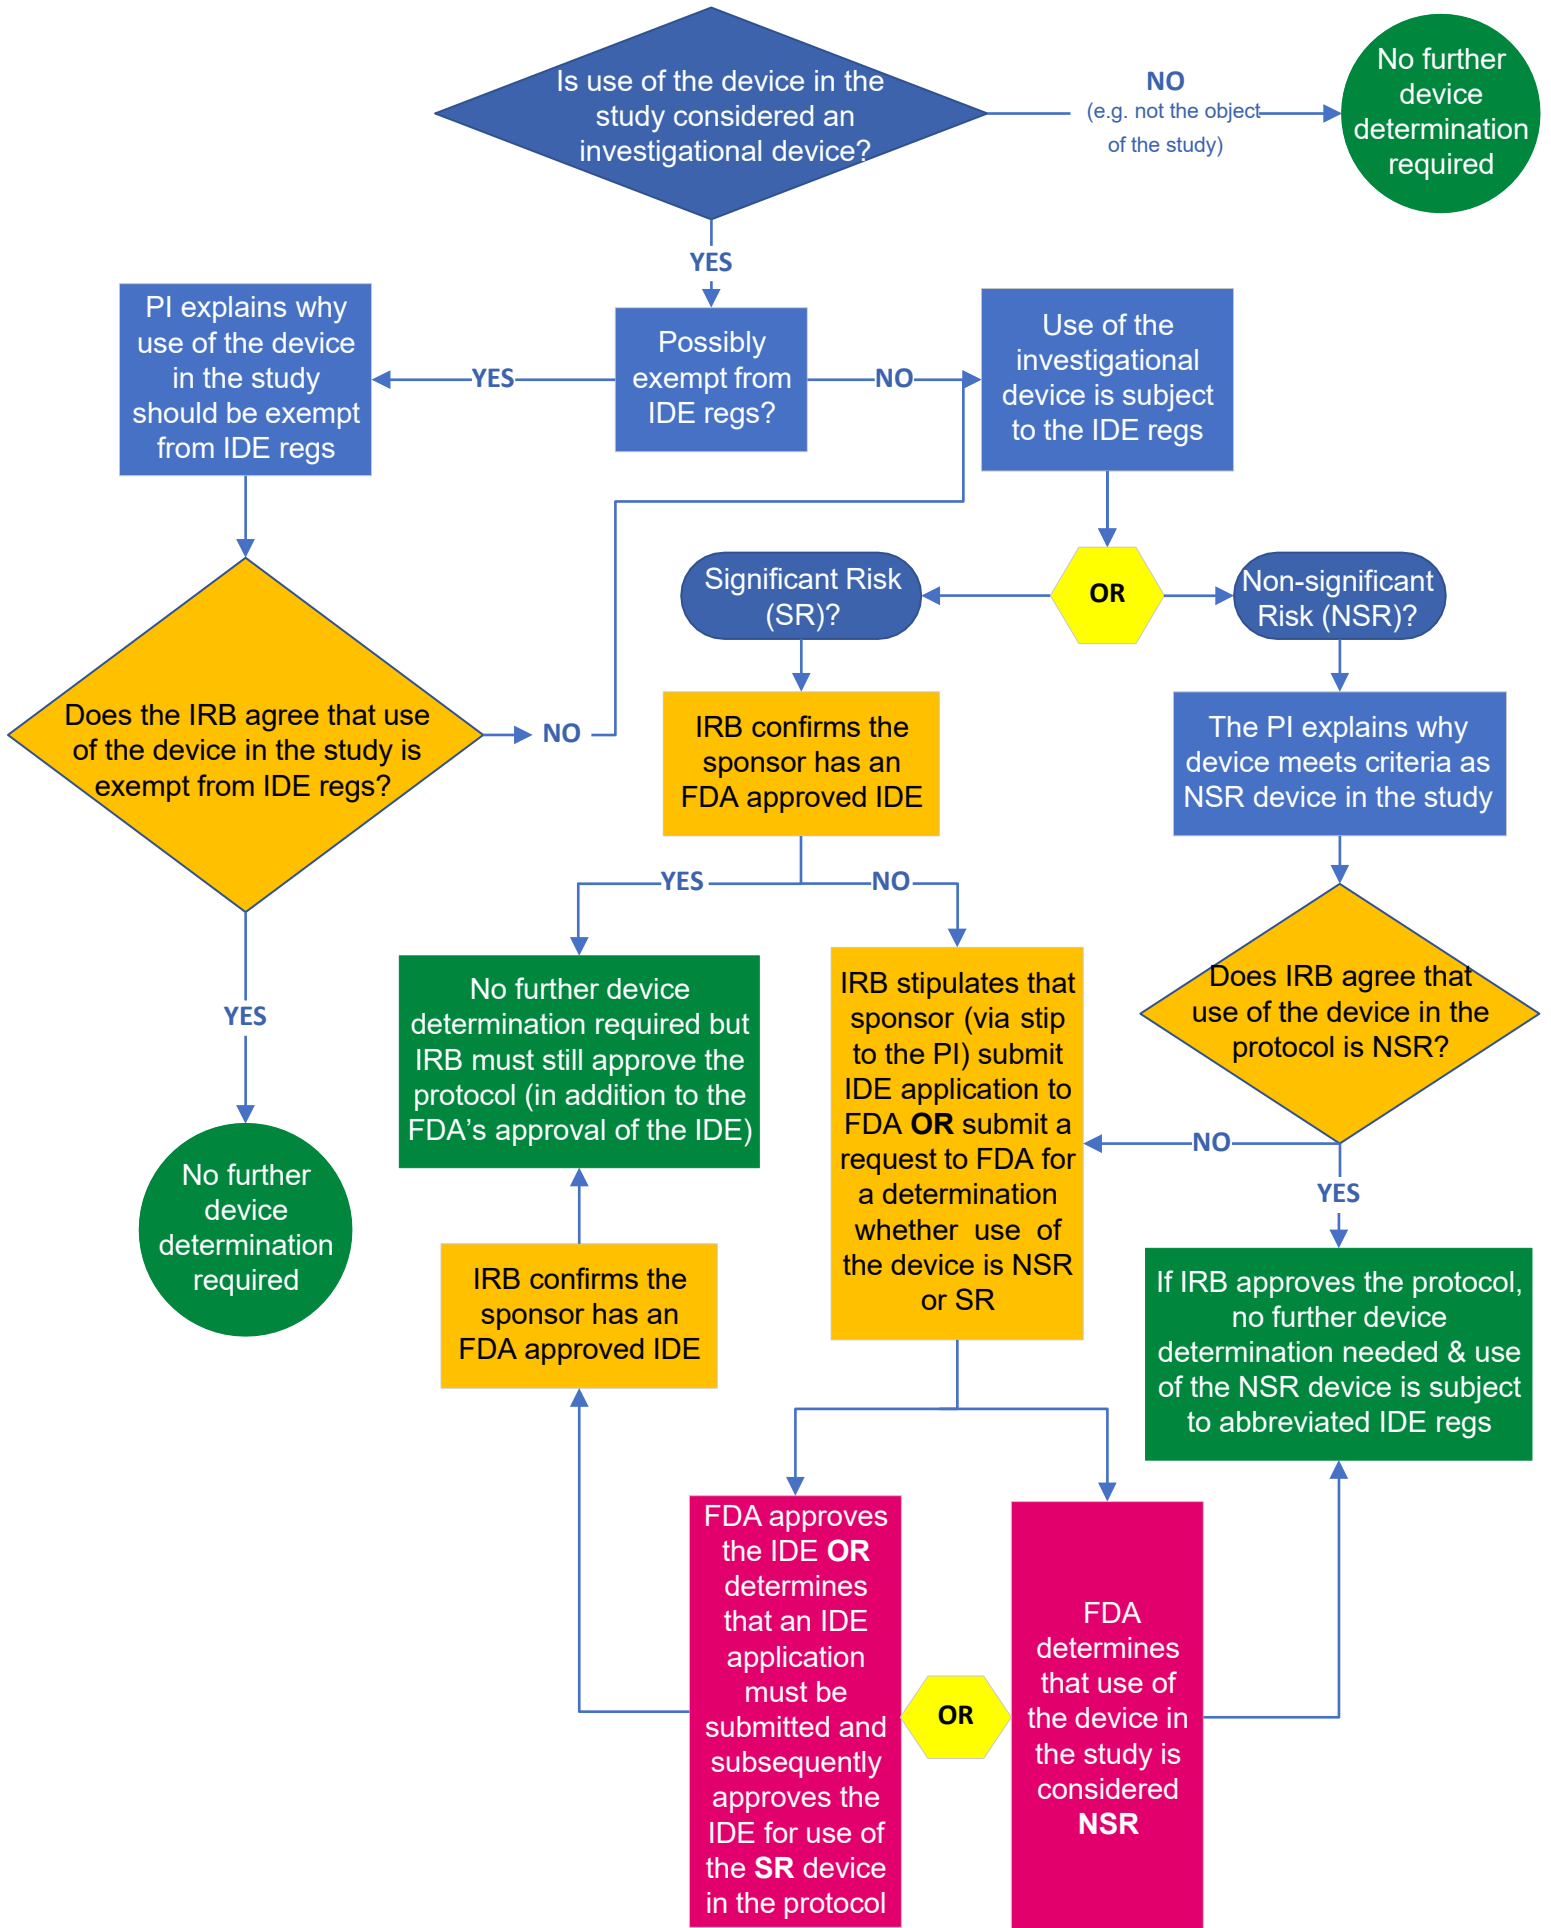 Is use of the device in the
study considered an
investigational device?
NO
(e.g. not the object
of the study)
No further
device
determination
required
YES
PI explains why
use of the device
in the study
should be exempt
from IDE regs
YES
Possibly
exempt from
IDE regs?
NO
Use of the
investigational
device is subject
to the IDE regs
Significant Risk
(SR)?
OR
Non-significant
Risk (NSR)?
Does the IRB agree that use
of the device in the study is
exempt from IDE regs?
NO
IRB confirms the
sponsor has an
FDA approved IDE
The PI explains why
device meets criteria as
NSR device in the study
YES
NO
YES
No further device
determination required but
IRB must still approve the
protocol (in addition to the
FDA's approval of the IDE)
IRB stipulates that
sponsor (via stip
to the PI) submit
IDE application to
FDA OR submit a
request to FDA for
a determination
whether use of
the device is NSR
or SR
Does IRB agree that
use of the device in the
protocol is NSR?
NO
YES
No further
device
determination
required
IRB confirms the
sponsor has an
FDA approved IDE
If IRB approves the protocol,
no further device
determination needed & use
of the NSR device is subject
to abbreviated IDE regs
FDA approves
the IDE OR
determines
that an IDE
application
must be
submitted and
subsequently
approves the
IDE for use of
the SR device
in the protocol
OR
FDA
determines
that use of
the device in
the study is
considered
NSR